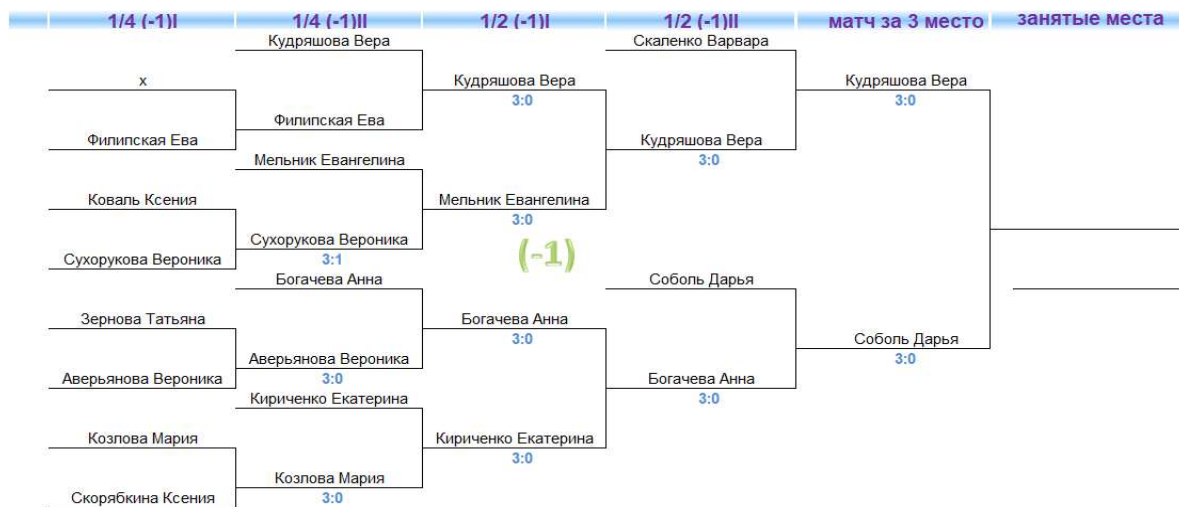 1/4 (-1)I 1/4 (-1)II 1/2 (-1)I 1/2 (-1)II матч за 3 место занятые места
Кудряшова Вера Скаленко Варвара
х Кудряшова Вера Кудряшова Вера
3:0 3:0
Филипская Ева
Филипская Ева Кудряшова Вера
3:0
Мельник Евангелина
Коваль Ксения Мельник Евангелина
3:0
Сухорукова Вероника
3:1
(-1)
Сухорукова Вероника
Богачева Анна Соболь Дарья
Зернова Татьяна Богачева Анна
3:0
Соболь Дарья
3:0
Аверьянова Вероника
3:0
Аверьянова Вероника Богачева Анна
3:0
Кириченко Екатерина
Козлова Мария Кириченко Екатерина
3:0
Козлова Мария
3:0
Скорябкина Ксения